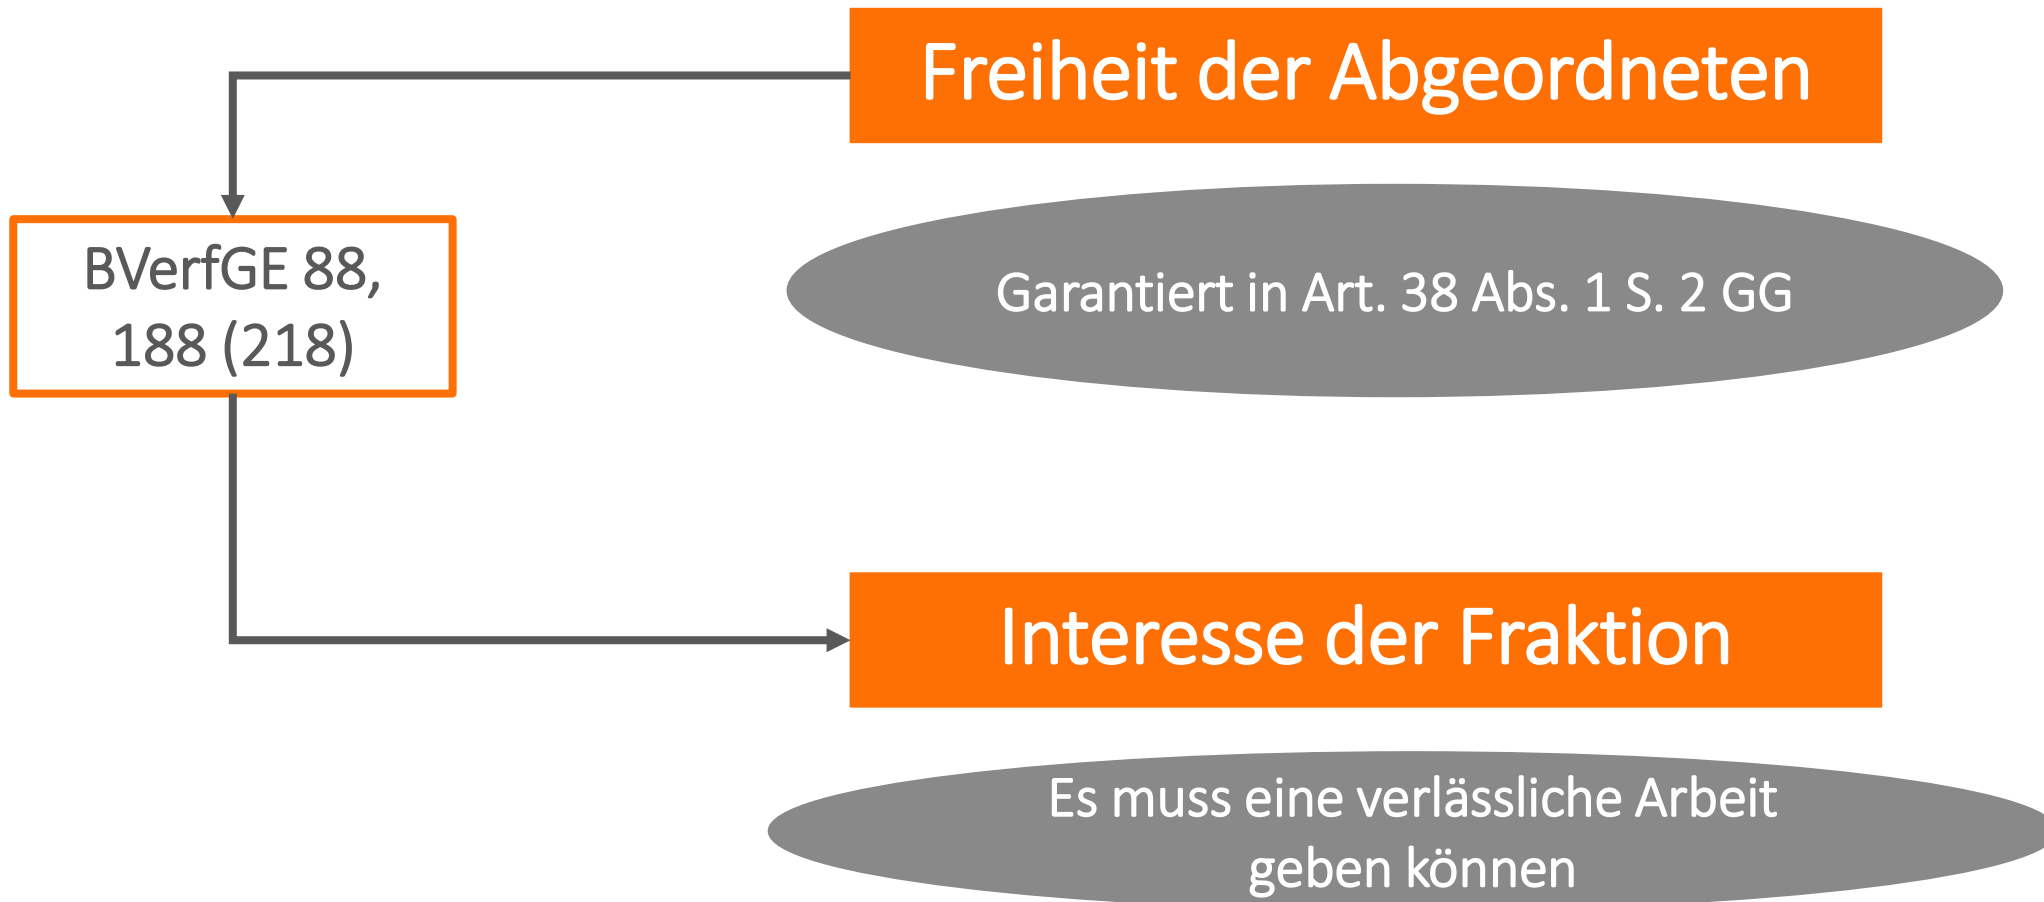 Freiheit der Abgeordneten
BVerfGE 88,
188 (218)
Garantiert in Art. 38 Abs. 1 S. 2 GG
Interesse der Fraktion
Es muss eine verlässliche Arbeit
geben können